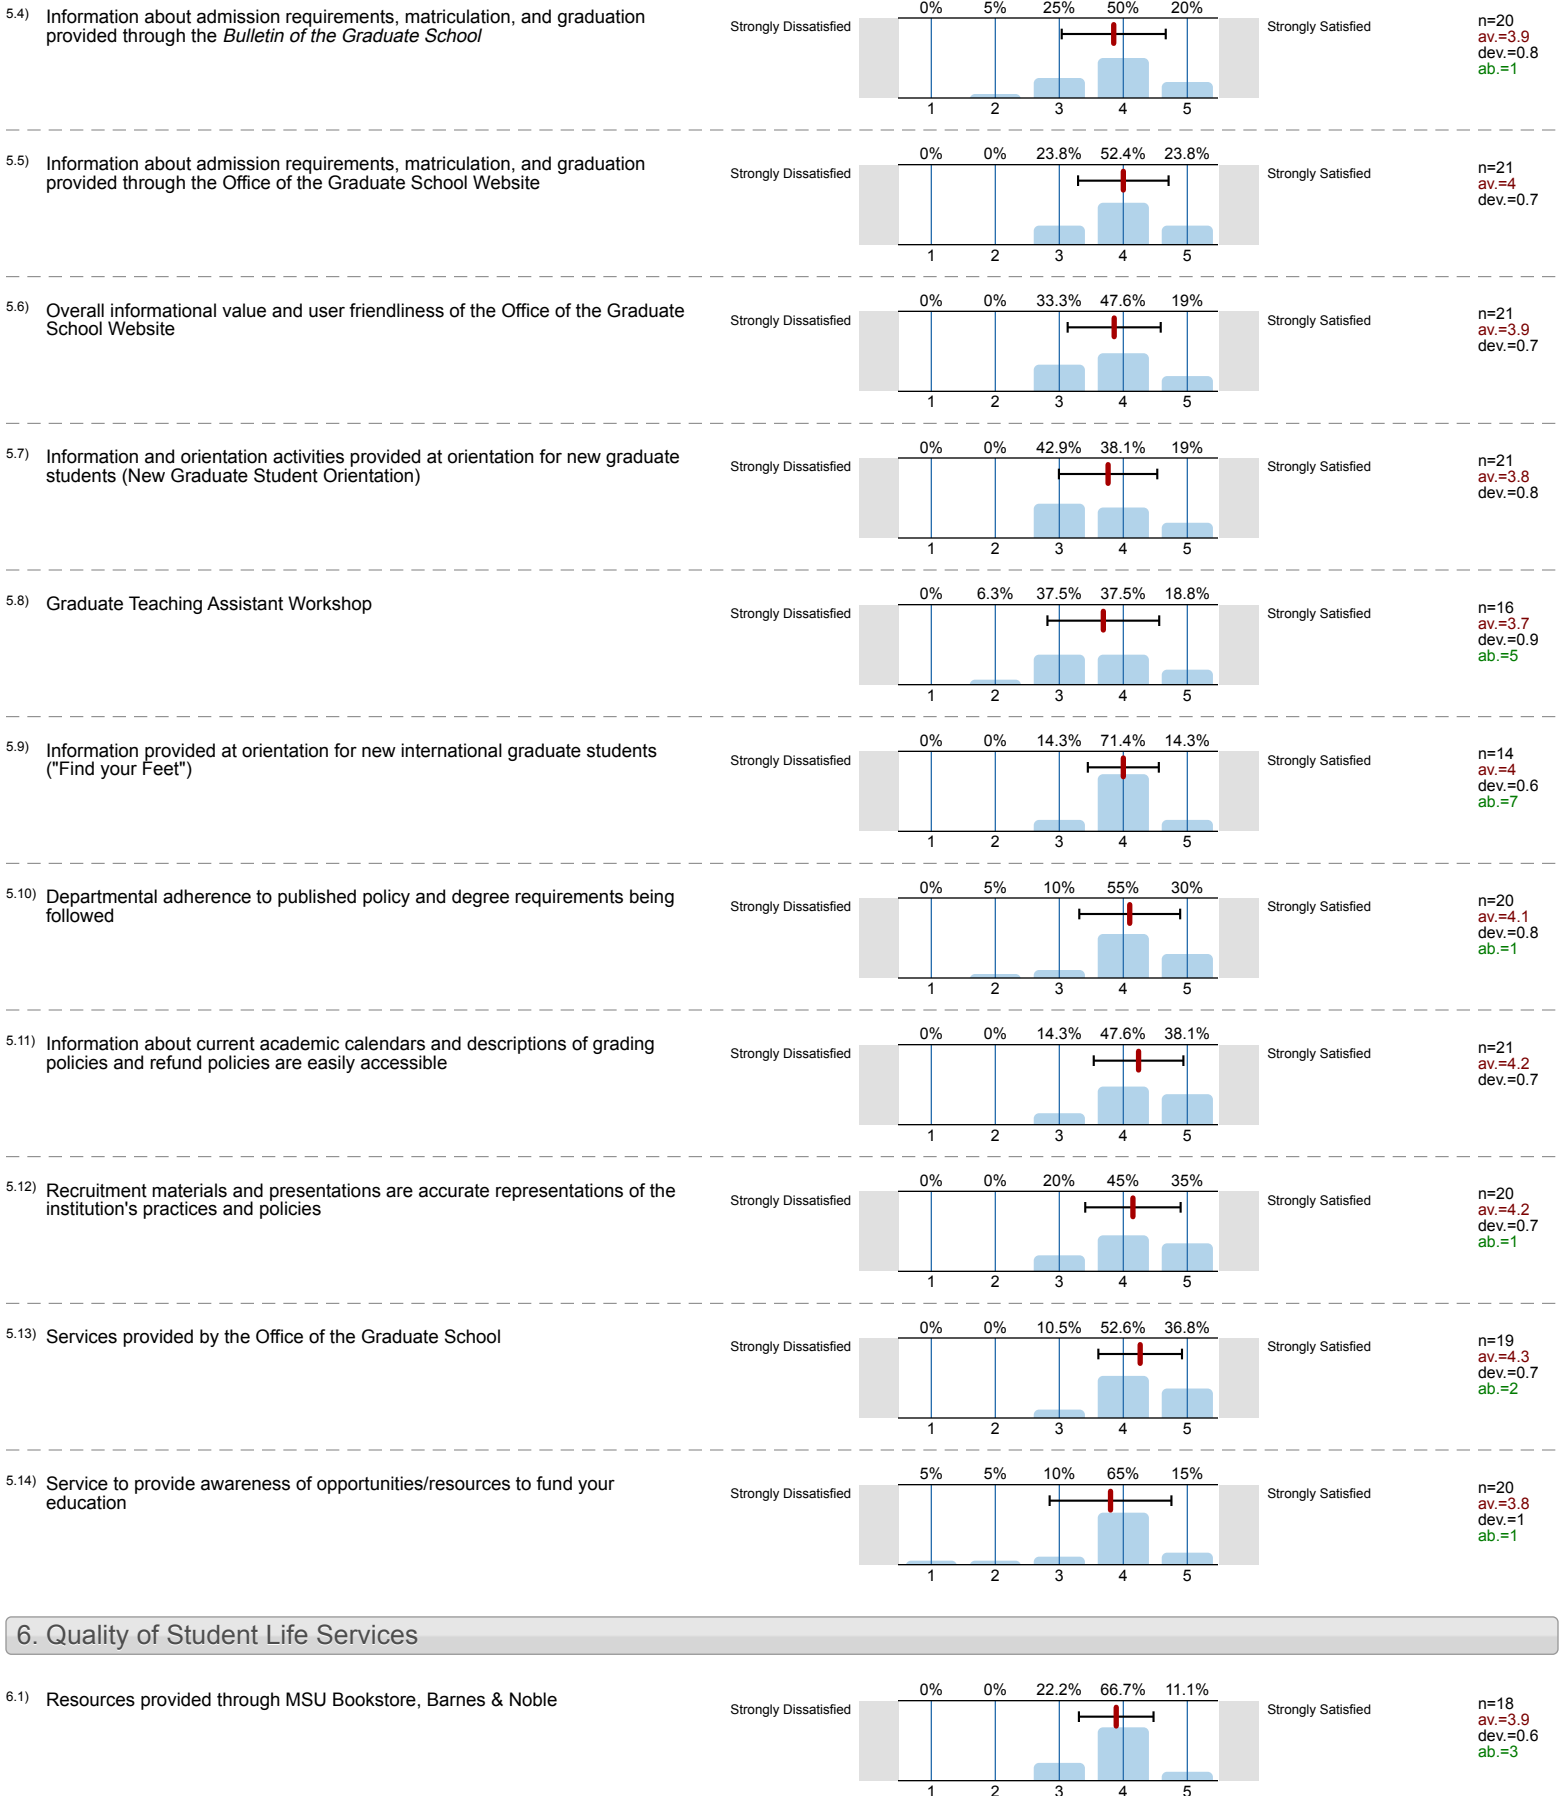 5.4) Information about admission requirements, matriculation, and graduation
provided through the Bulletin of the Graduate School
Strongly Dissatisfied
0% 5% 25% 50% 20%
1 2 3 4 5
Strongly Satisfied
n=20
av.=3.9
dev.=0.8
ab.=1
5.5) Information about admission requirements, matriculation, and graduation
provided through the Office of the Graduate School Website
Strongly Dissatisfied
0% 0% 23.8% 52.4% 23.8%
1 2 3 4 5
Strongly Satisfied
n=21
av.=4
dev.=0.7
5.6) Overall informational value and user friendliness of the Office of the Graduate
School Website
Strongly Dissatisfied
0% 0% 33.3% 47.6% 19%
1 2 3 4 5
Strongly Satisfied
n=21
av.=3.9
dev.=0.7
5.7) Information and orientation activities provided at orientation for new graduate
students (New Graduate Student Orientation)
Strongly Dissatisfied
0% 0% 42.9% 38.1% 19%
1 2 3 4 5
Strongly Satisfied
n=21
av.=3.8
dev.=0.8
5.8) Graduate Teaching Assistant Workshop
Strongly Dissatisfied
0% 6.3% 37.5% 37.5% 18.8%
1 2 3 4 5
Strongly Satisfied
n=16
av.=3.7
dev.=0.9
ab.=5
5.9) Information provided at orientation for new international graduate students
("Find your Feet")
Strongly Dissatisfied
0% 0% 14.3% 71.4% 14.3%
1 2 3 4 5
Strongly Satisfied
n=14
av.=4
dev.=0.6
ab.=7
5.10) Departmental adherence to published policy and degree requirements being
followed
Strongly Dissatisfied
0% 5% 10% 55% 30%
1 2 3 4 5
Strongly Satisfied
n=20
av.=4.1
dev.=0.8
ab.=1
5.11) Information about current academic calendars and descriptions of grading
policies and refund policies are easily accessible
Strongly Dissatisfied
0% 0% 14.3% 47.6% 38.1%
1 2 3 4 5
Strongly Satisfied
n=21
av.=4.2
dev.=0.7
5.12) Recruitment materials and presentations are accurate representations of the
institution's practices and policies
Strongly Dissatisfied
0% 0% 20% 45% 35%
1 2 3 4 5
Strongly Satisfied
n=20
av.=4.2
dev.=0.7
ab.=1
5.13) Services provided by the Office of the Graduate School
Strongly Dissatisfied
0% 0% 10.5% 52.6% 36.8%
1 2 3 4 5
Strongly Satisfied
n=19
av.=4.3
dev.=0.7
ab.=2
5.14) Service to provide awareness of opportunities/resources to fund your
education
Strongly Dissatisfied
5% 5% 10% 65% 15%
1 2 3 4 5
Strongly Satisfied
n=20
av.=3.8
dev.=1
ab.=1
6. Quality of Student Life Services
6.1) Resources provided through MSU Bookstore, Barnes & Noble
Strongly Dissatisfied
0% 0% 22.2% 66.7% 11.1%
1 2 3 4 5
Strongly Satisfied
n=18
av.=3.9
dev.=0.6
ab.=3